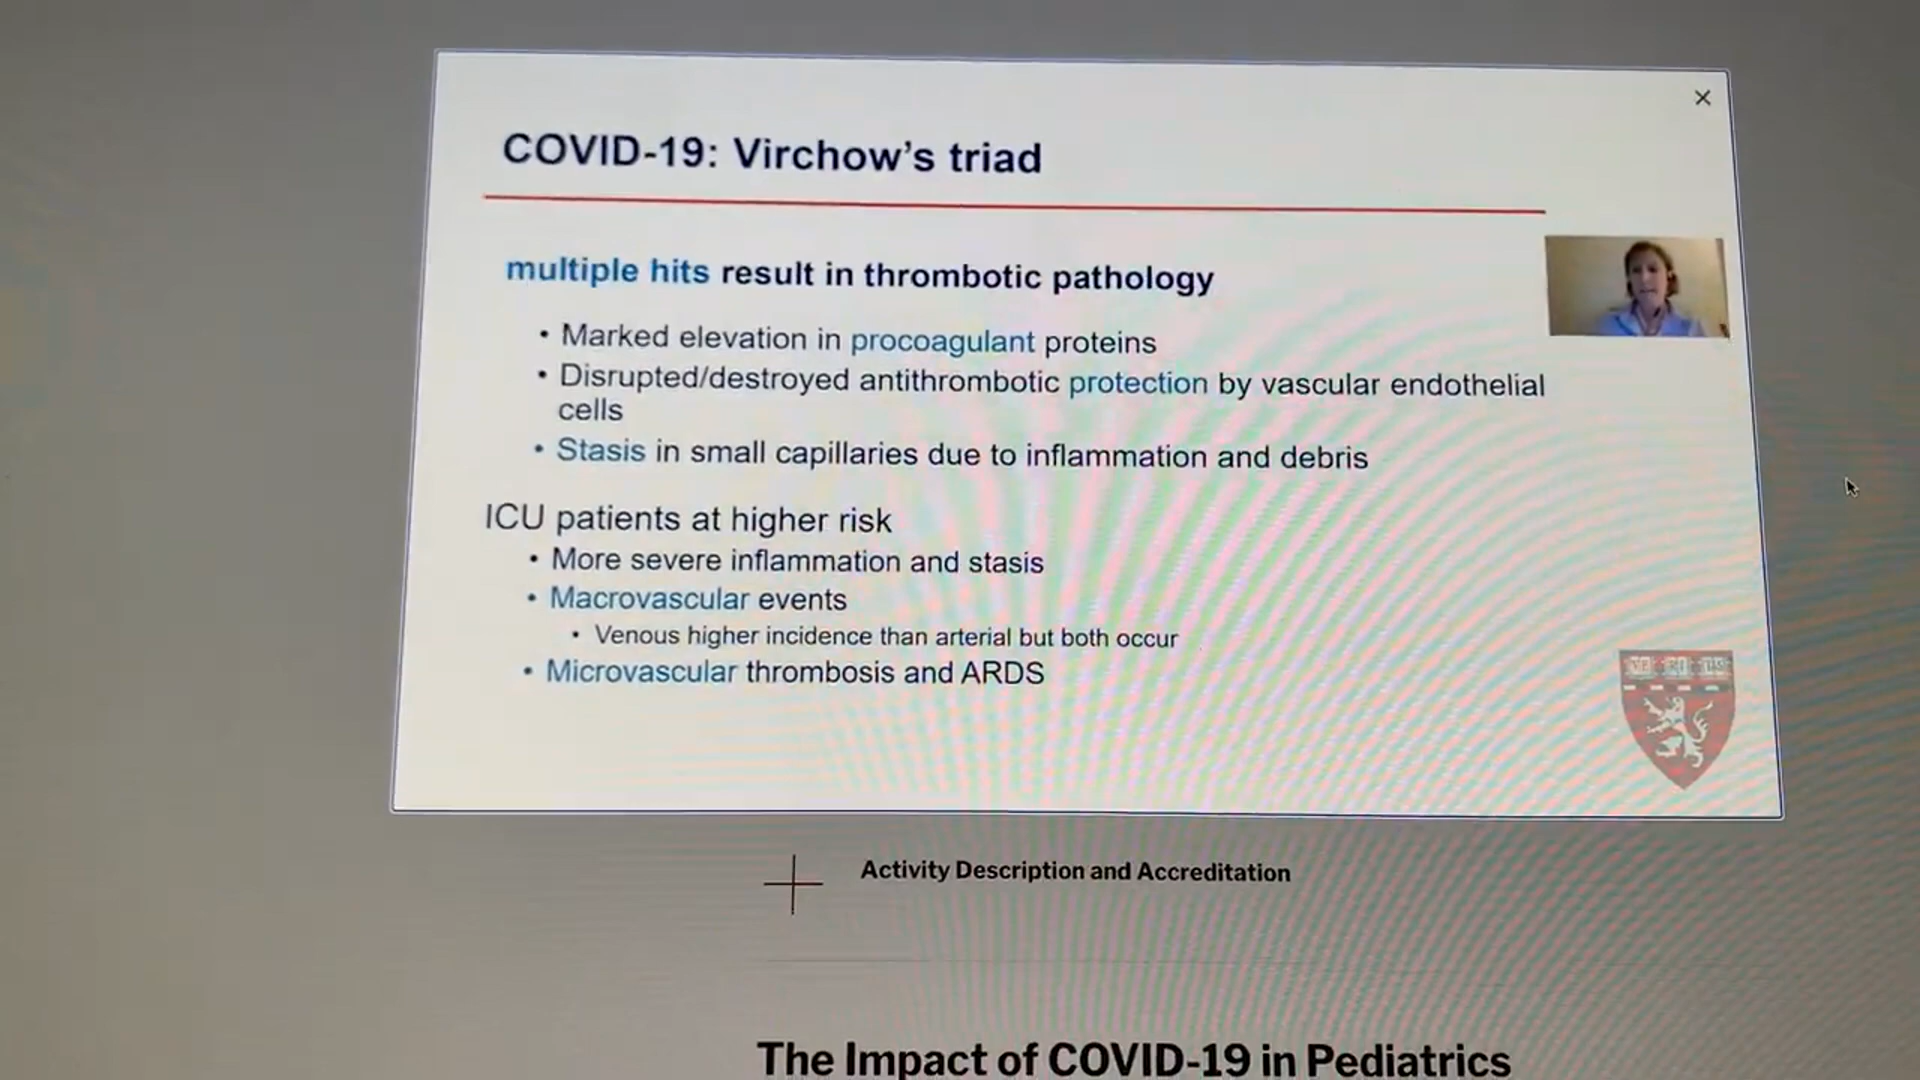 COVID-19: Virchow's triad
multiple hits result in thrombotic pathology
• Marked elevation in procoagulant proteins
• Disrupted/destroyed antithrombotic protection by vascular endothelial
cells
• Stasis in small capillaries due to inflammation and debris
ICU patients at higher risk
• More severe inflammation and stasis
• Macrovascular events
• Venous higher incidence than arterial but both occur
• Microvascular thrombosis and ARDS
VE RI TAS
Activity Description and Accreditation
The Impact of COVID-19 in Pediatrics